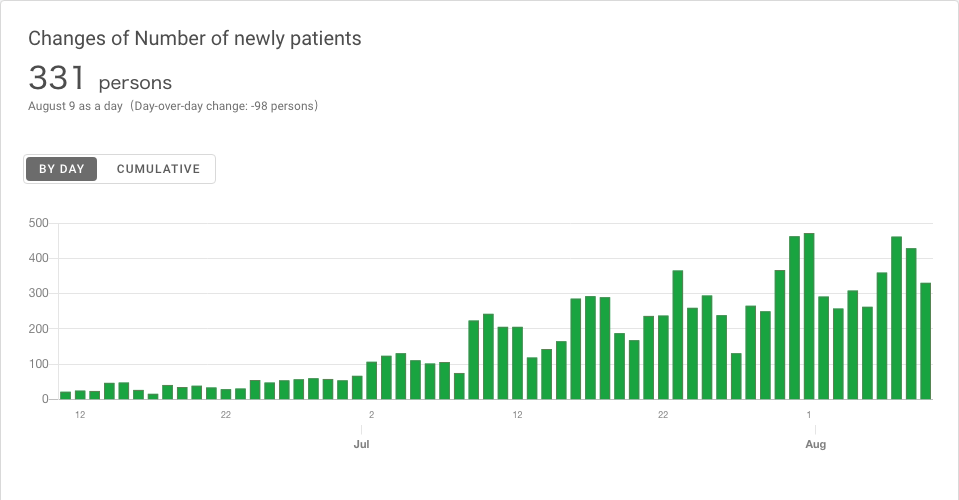 Changes of Number of newly patients
331 persons
August 9 as a day（Day-over-day change: -98 persons）
BY DAY CUMULATIVE
500
400
300
200
100
0
12 22 2 12 22 1
Jul Aug